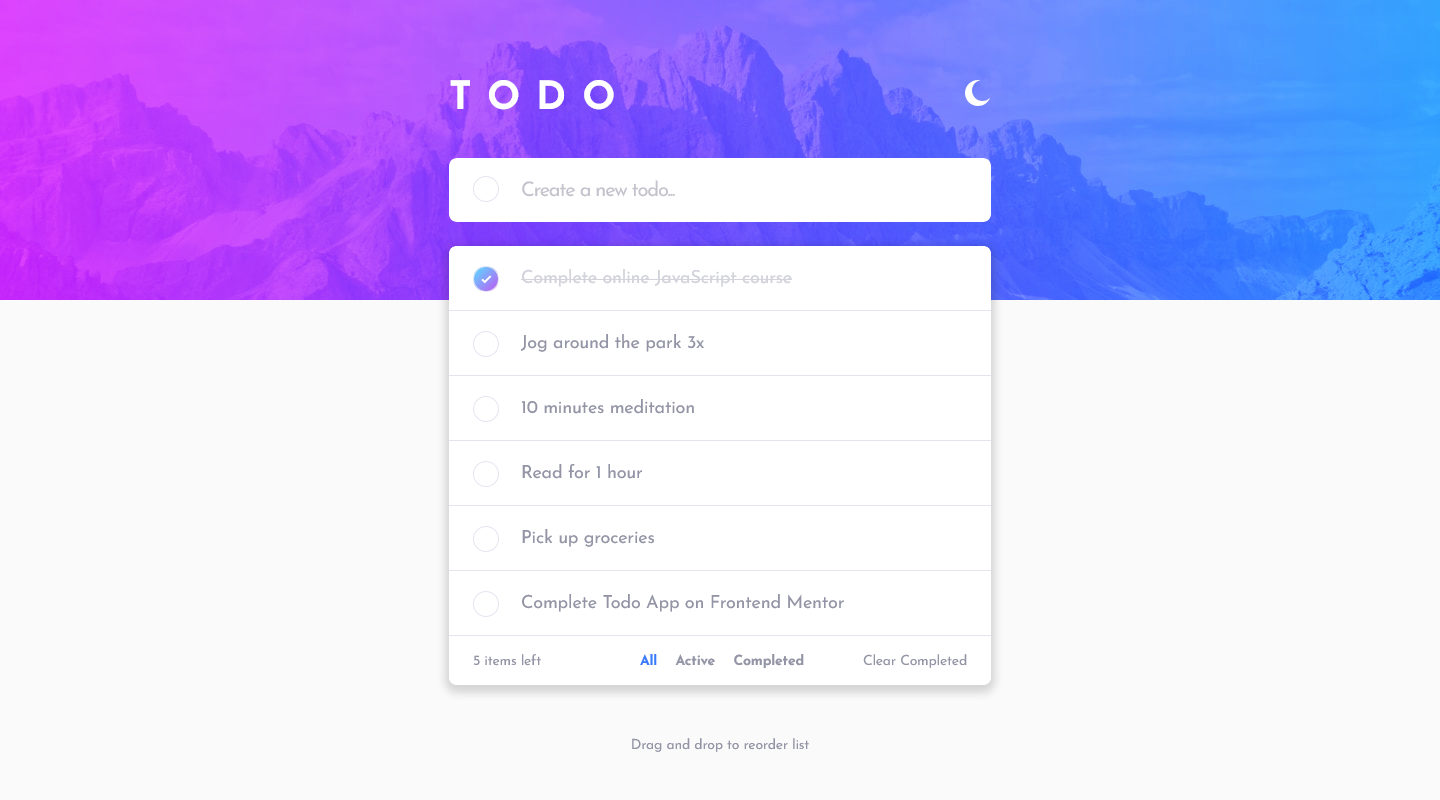 TODO
Create a new todo...
Complete online JavaScript course
Jog around the park 3x
10 minutes meditation
Read for 1 hour
Pick up groceries
Complete Todo App on Frontend Mentor
5 items left All Active Completed Clear Completed
Drag and drop to reorder list